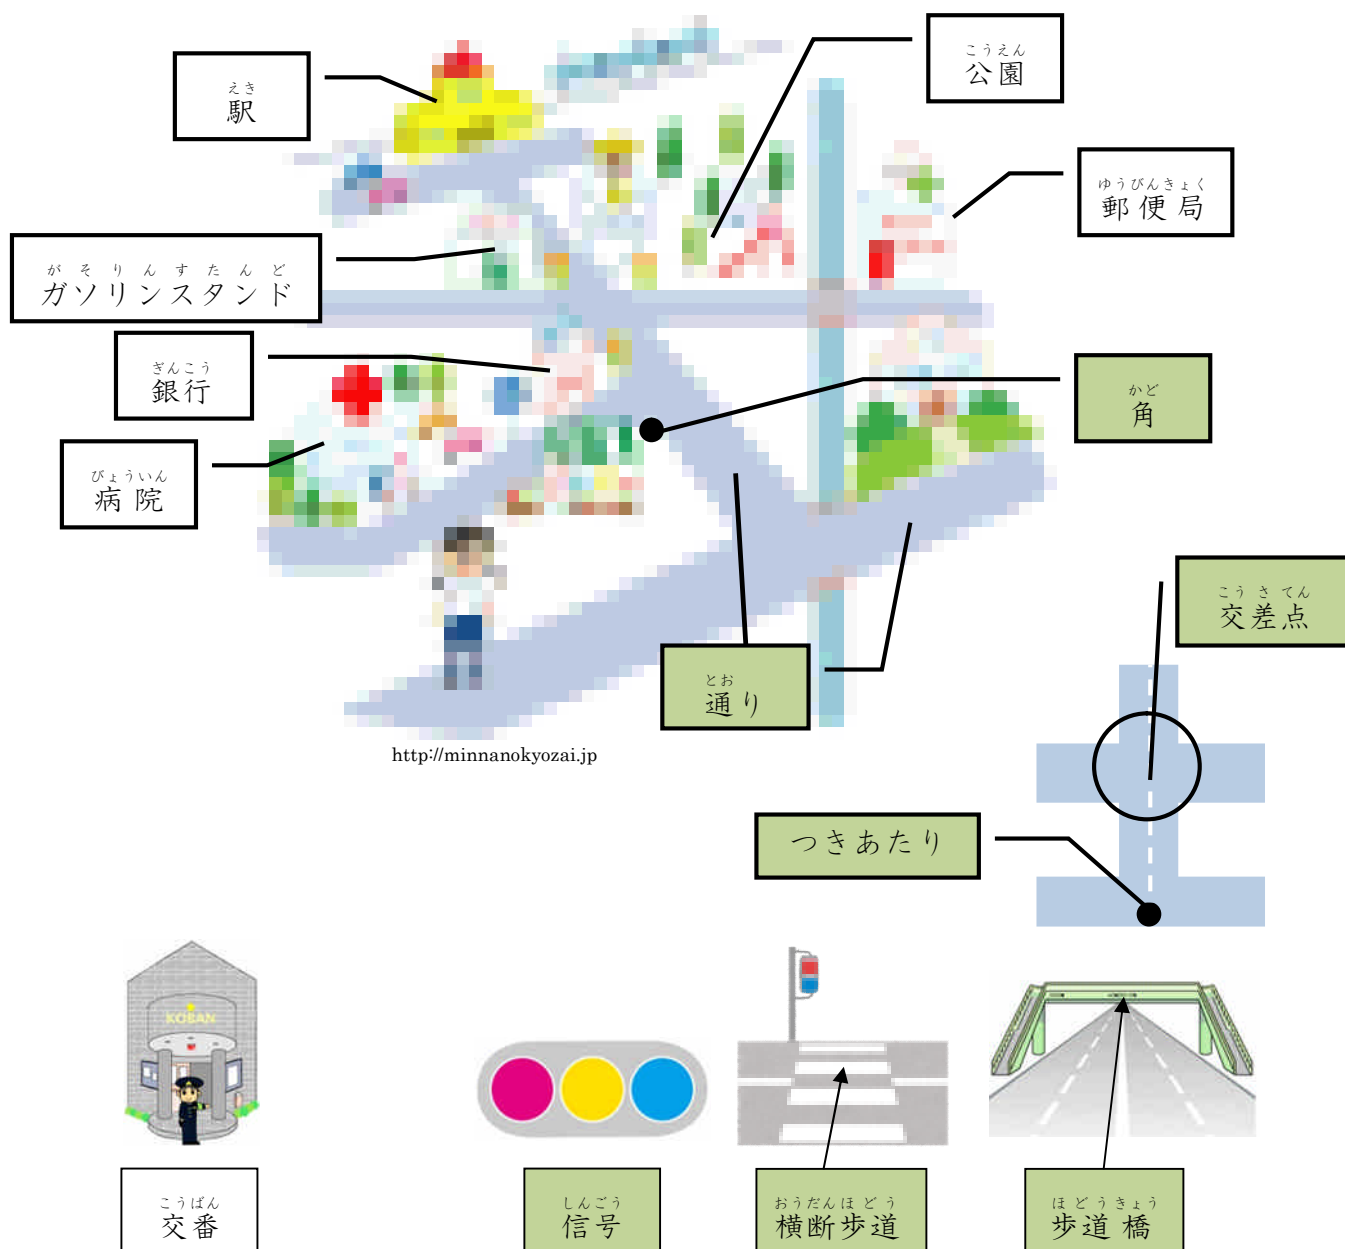 えき
駅
こうえん
公園
ゆうびんきょく
郵便局
がそりんすたんど
ガソリンスタンド
ぎんこう
銀行
かど
角
びょういん
病院
こうさてん
交差点
とお
通り
http://minnanokyozai.jp
つきあたり
KOBAN
こうばん
交番
しんごう
信号
おうだんほどう
横断歩道
ほどうきょう
歩道橋